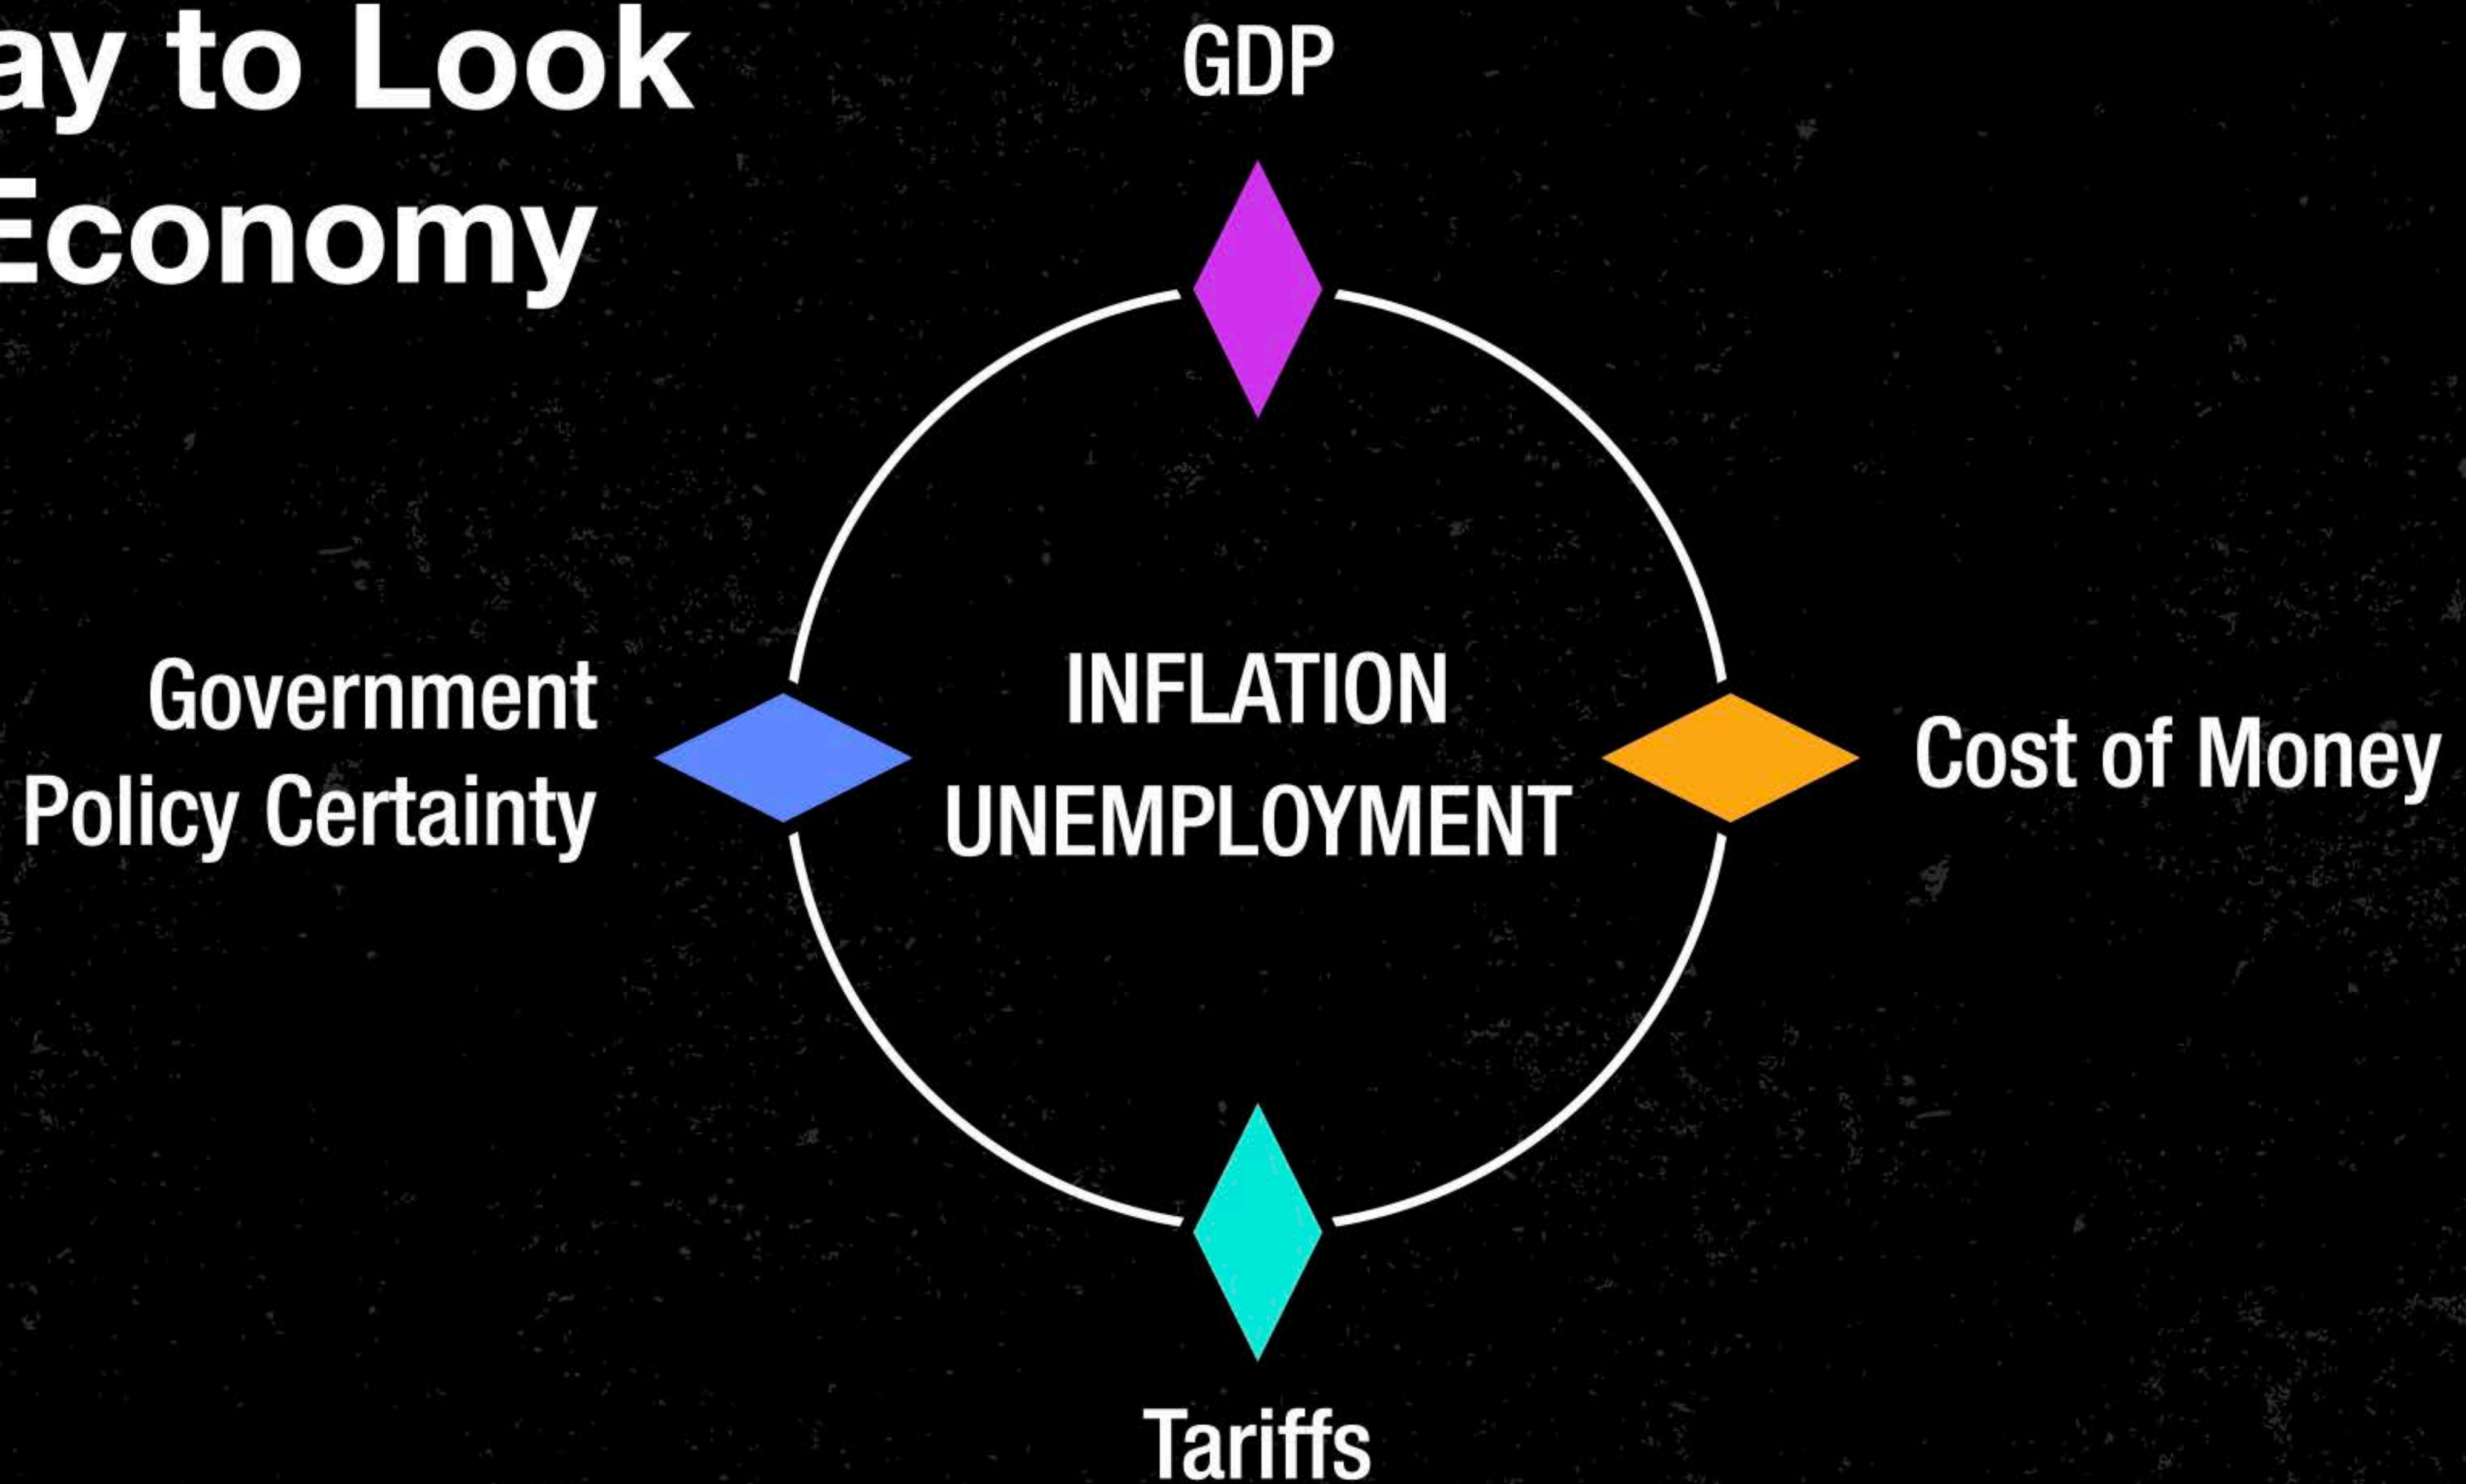 ay to Look
Economy
GDP
Government
Policy Certainty
INFLATION
UNEMPLOYMENT
Cost of Money
Tariffs